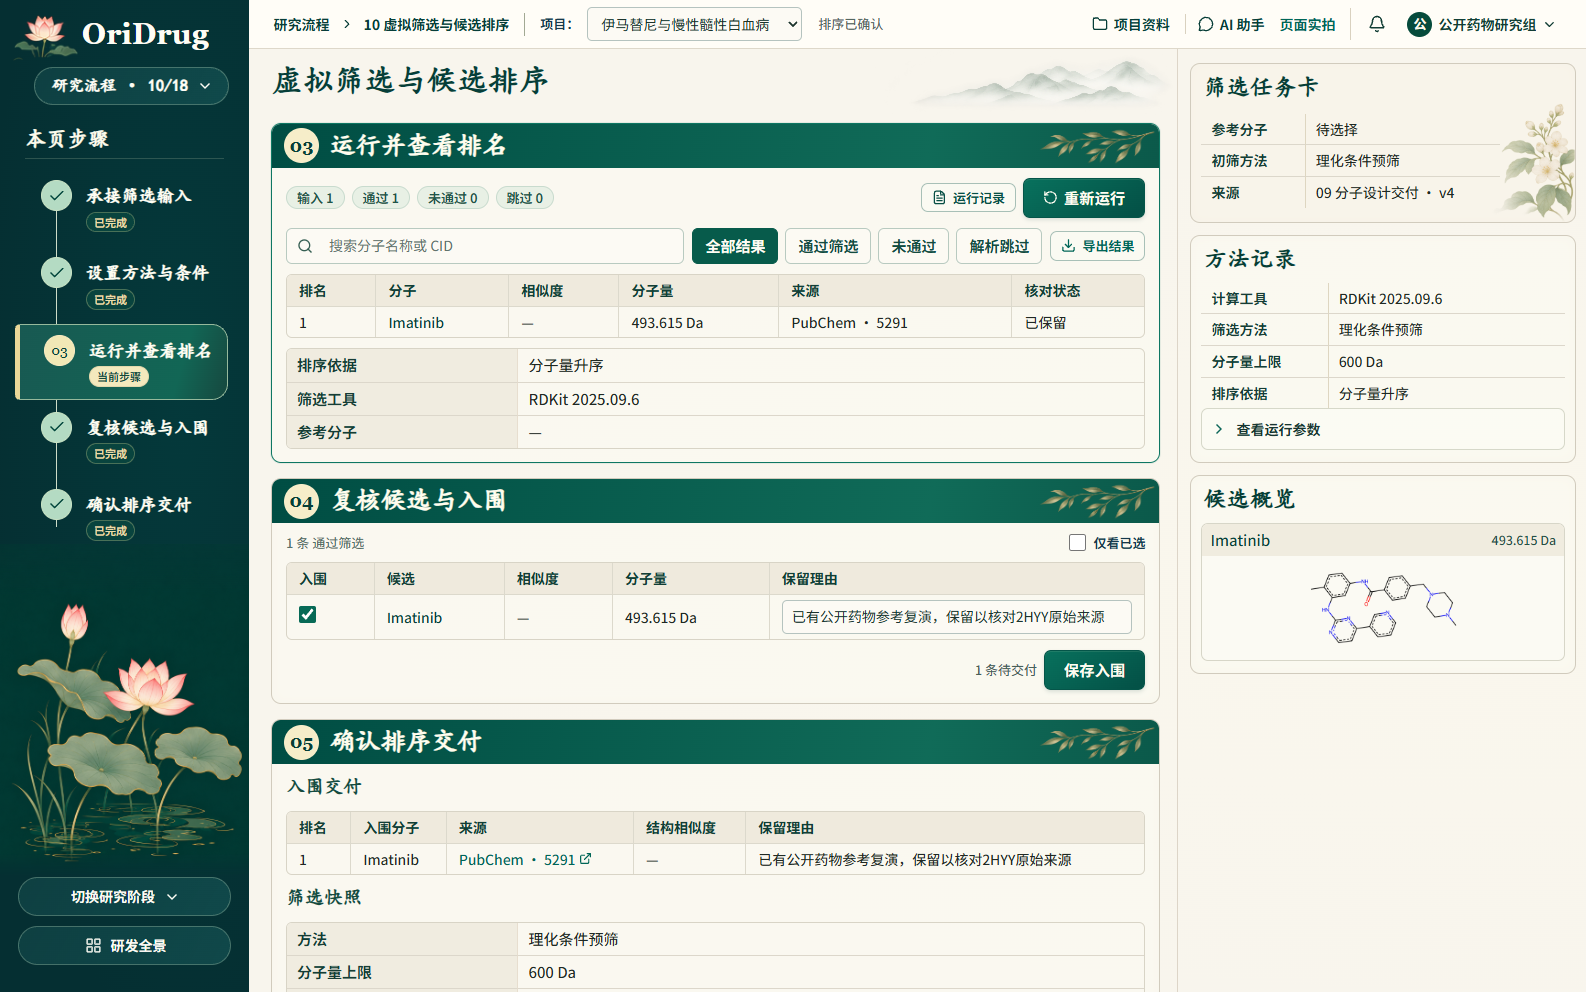 OriDrug
研究流程 • 10/18
本页步骤
承接筛选输入
已完成
设置方法与条件
已完成
03 运行并查看排名
当前步骤
复核候选与入围
已完成
确认排序交付
已完成
切换研究阶段
研发全景
研究流程 > 10 虚拟筛选与候选排序 项目： 伊马替尼与慢性髓性白血病 排序已确认
项目资料 AI 助手 页面实拍 公 公开药物研究组
虚拟筛选与候选排序
03 运行并查看排名
输入 1 通过 1 未通过 0 跳过 0 运行记录 重新运行
搜索分子名称或 CID 全部结果 通过筛选 未通过 解析跳过 导出结果
排名 分子 相似度 分子量 来源 核对状态
1 Imatinib — 493.615 Da PubChem • 5291 已保留
排序依据 分子量升序
筛选工具 RDKit 2025.09.6
参考分子 —
04 复核候选与入围
1 条 通过筛选 仅看已选
入围 候选 相似度 分子量 保留理由
Imatinib — 493.615 Da 已有公开药物参考复演，保留以核对2HYY原始来源
1 条待交付 保存入围
05 确认排序交付
入围交付
排名 入围分子 来源 结构相似度 保留理由
1 Imatinib PubChem • 5291 — 已有公开药物参考复演，保留以核对2HYY原始来源
筛选快照
方法 理化条件预筛
分子量上限 600 Da
筛选任务卡
参考分子 待选择
初筛方法 理化条件预筛
来源 09 分子设计交付 • v4
方法记录
计算工具 RDKit 2025.09.6
筛选方法 理化条件预筛
分子量上限 600 Da
排序依据 分子量升序
查看运行参数
候选概览
Imatinib 493.615 Da